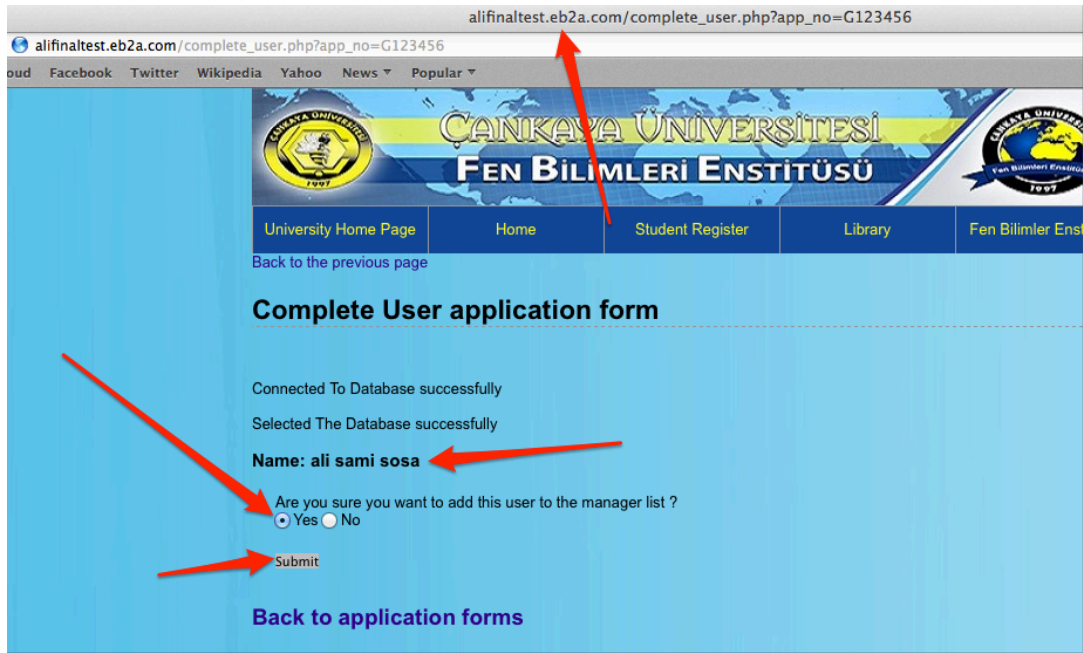 alifinaltest.eb2a.com/complete_user.php?app_no=G123456
alifinaltest.eb2a.com/complete_user.php?app_no=G123456
oud Facebook Twitter Wikipedia Yahoo News ▾ Popular ▾
ÇANKAYA ÜNİVERSİTESİ
FEN BİLİMLERİ ENSTİTÜSÜ
1997
1997
University Home Page Home Student Register Library Fen Bilimler Enst
Back to the previous page
Complete User application form
Connected To Database successfully
Selected The Database successfully
Name: ali sami sosa
Are you sure you want to add this user to the manager list ?
Yes No
Submit
Back to application forms